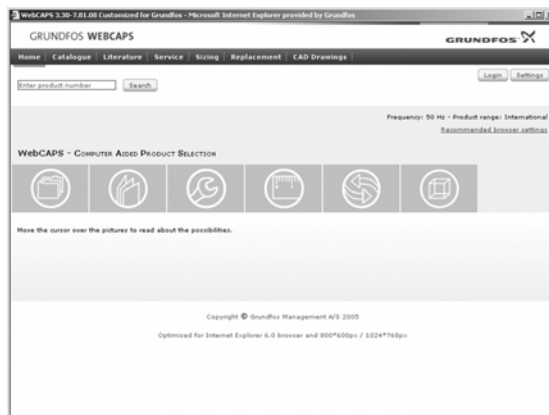 WebCAPS 3.30-7.01.08 Customized for Grundfos - Microsoft Internet Explorer provided by Grundfos
GRUNDFOS WEBCAPS
GRUNDFOS
Home Catalogue Literature Service Sizing Replacement CAD Drawings
Login Settings
Enter product number Search
Frequency: 50 Hz - Product range: International
Recommended browser settings
WebCAPS - Computer Aided Product Selection
Move the cursor over the pictures to read about the possibilities.
Copyright © Grundfos Management A/S 2005
Optimized for Internet Explorer 6.0 browser and 800*600px / 1024*768px